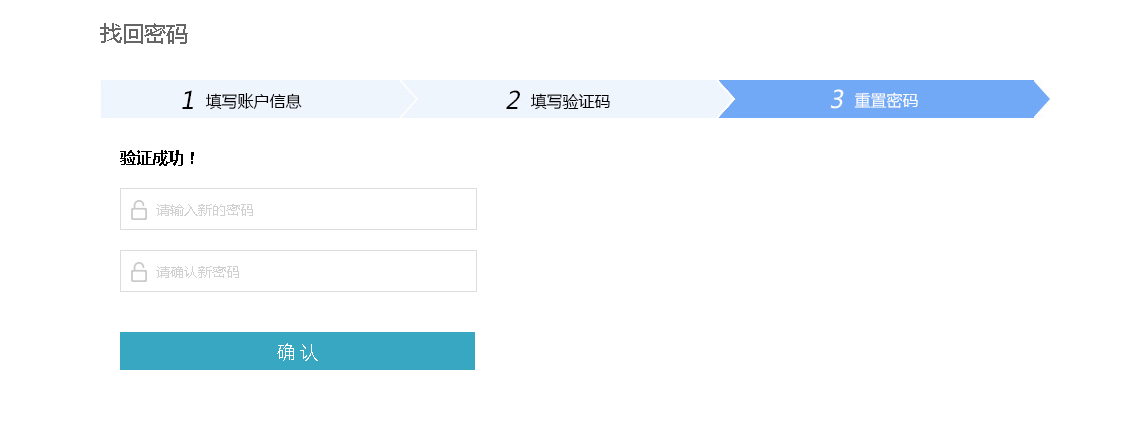 找回密码
1 填写账户信息 2 填写验证码 3 重置密码
验证成功！
请输入新的密码
请确认新密码
确 认